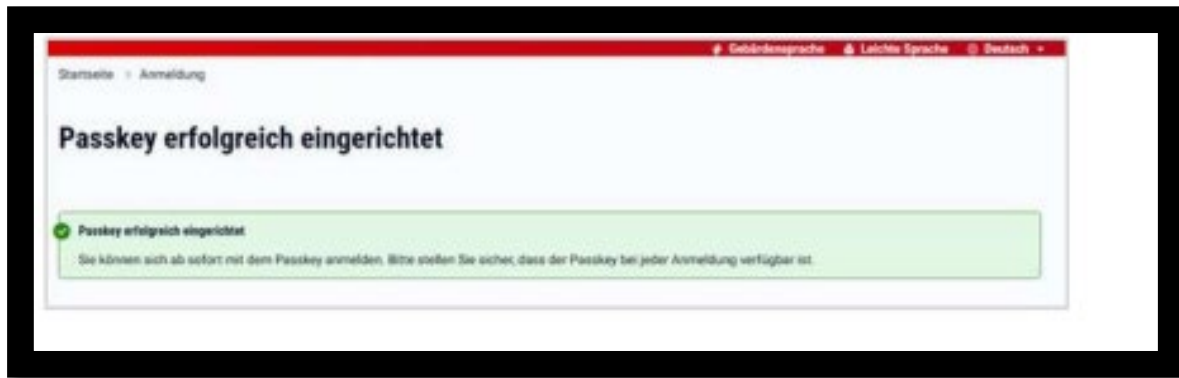 Gebärdensprache Leichte Sprache Deutsch
Startseite Anmeldung
Passkey erfolgreich eingerichtet
Passkey erfolgreich eingerichtet
Sie können sich ab sofort mit dem Passkey anmelden. Bitte stellen Sie sicher, dass der Passkey bei jeder Anmeldung verfügbar ist.